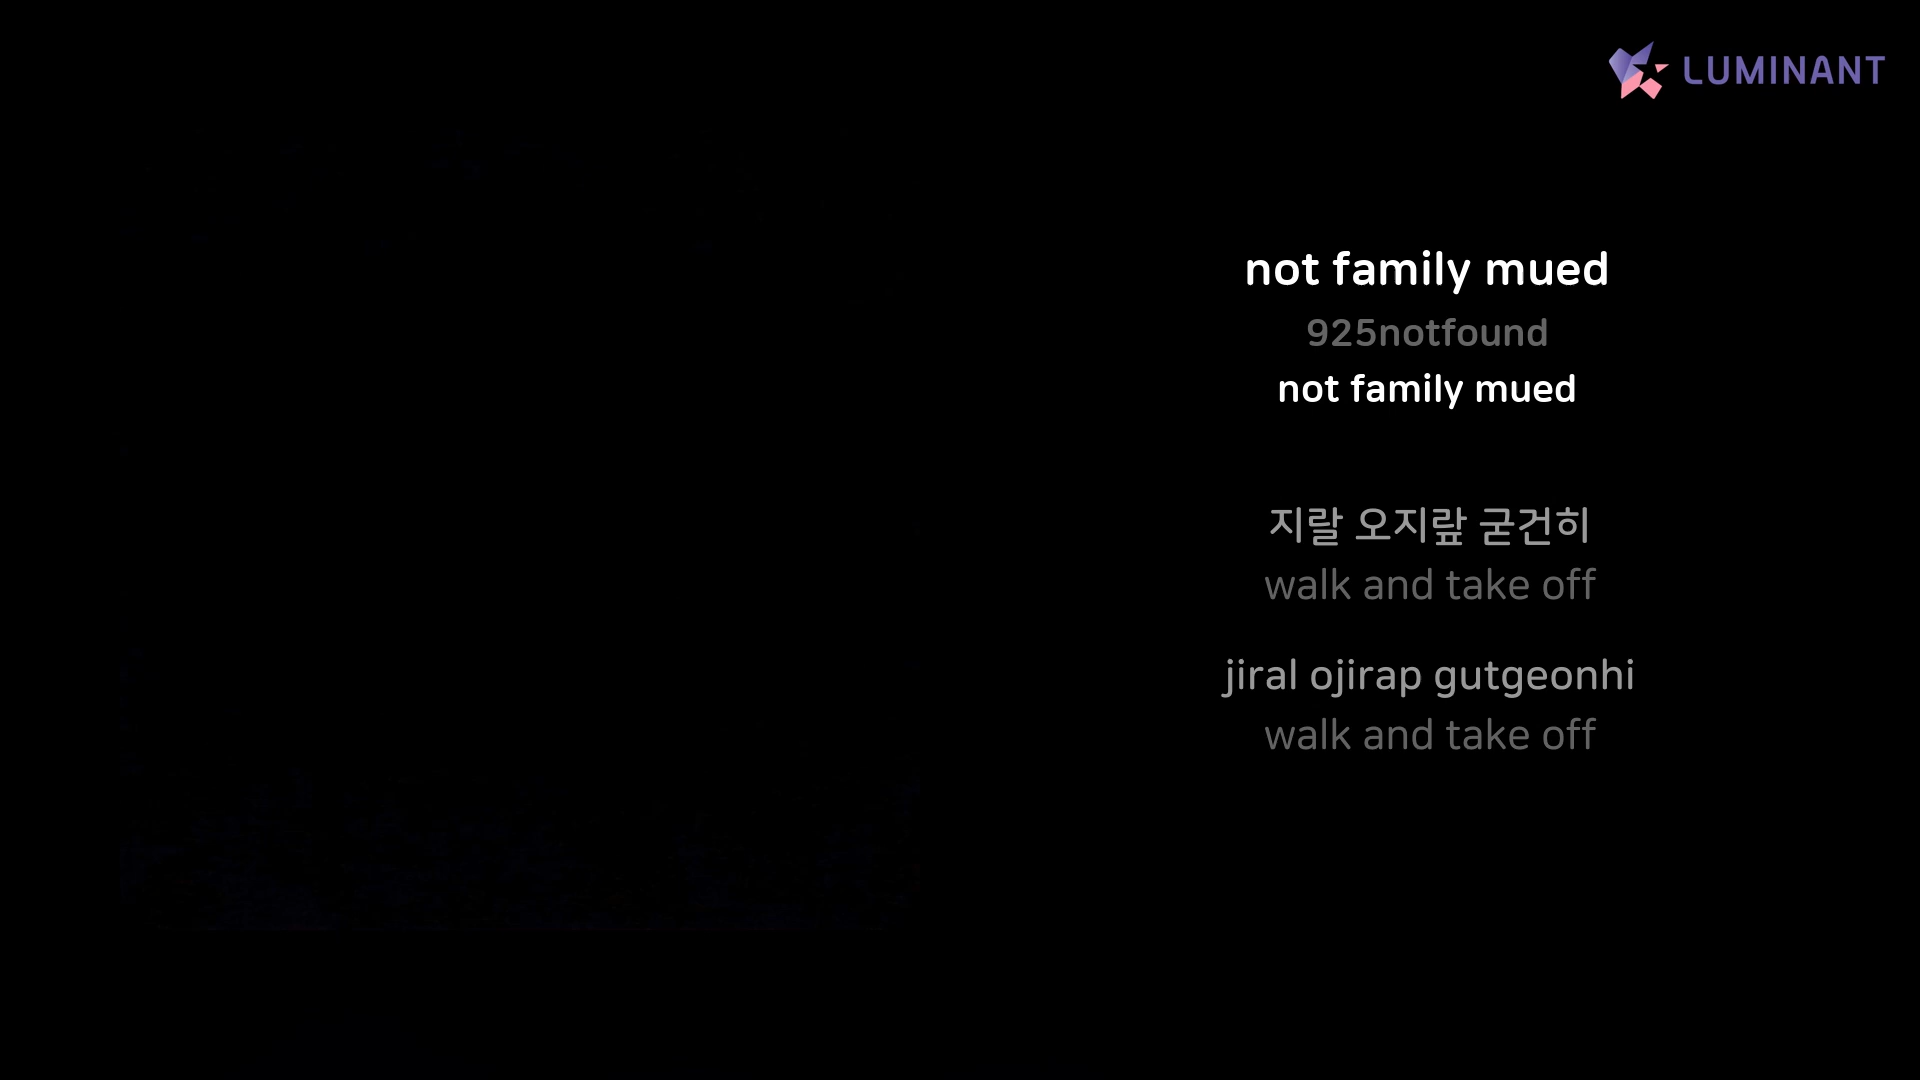 LUMINANT
not family mued
925notfound
not family mued
지랄 오지랖 굳건히
walk and take off
jiral ojirap gutgeonhi
walk and take off